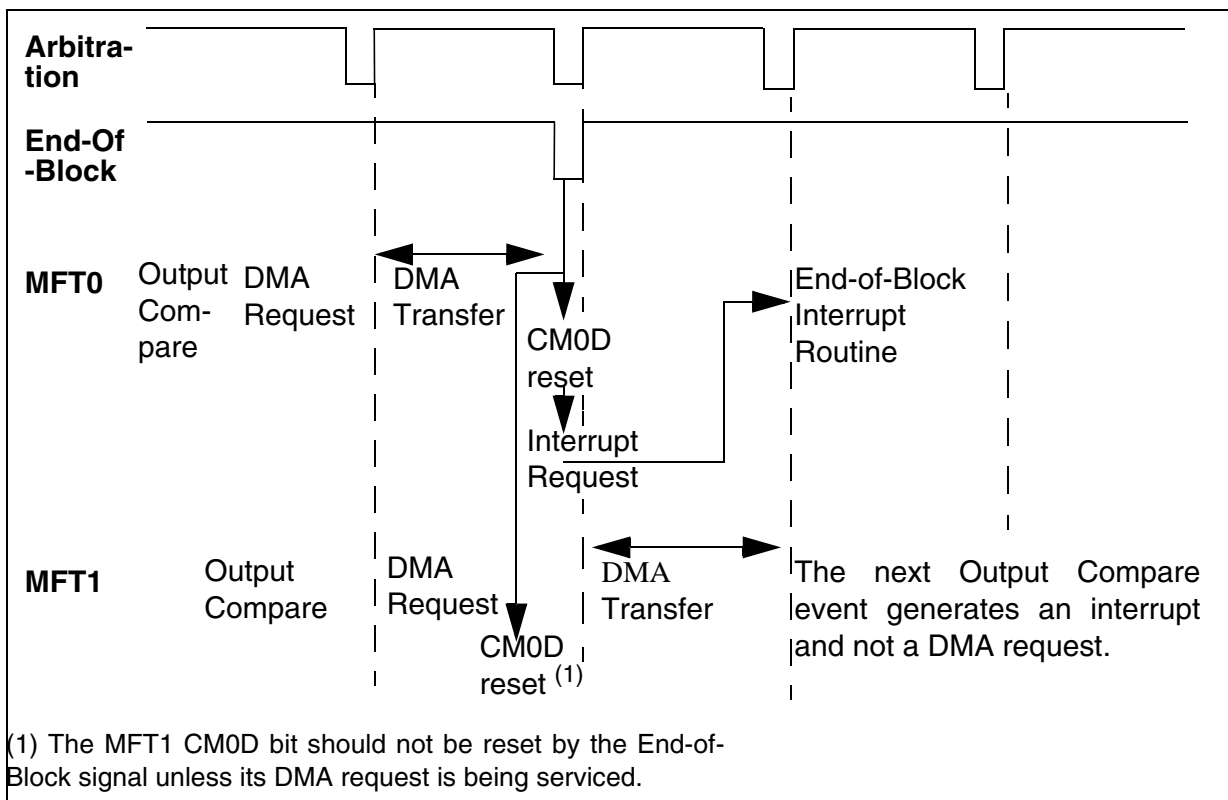 Arbitra-
tion
End-Of
-Block
MFT0
Output
Com-
pare
DMA
Request
DMA
Transfer
CM0D
reset
Interrupt
Request
End-of-Block
Interrupt
Routine
MFT1
Output
Compare
DMA
Request
CM0D
reset (1)
DMA
Transfer
The next Output Compare
event generates an interrupt
and not a DMA request.
(1) The MFT1 CM0D bit should not be reset by the End-of-
Block signal unless its DMA request is being serviced.